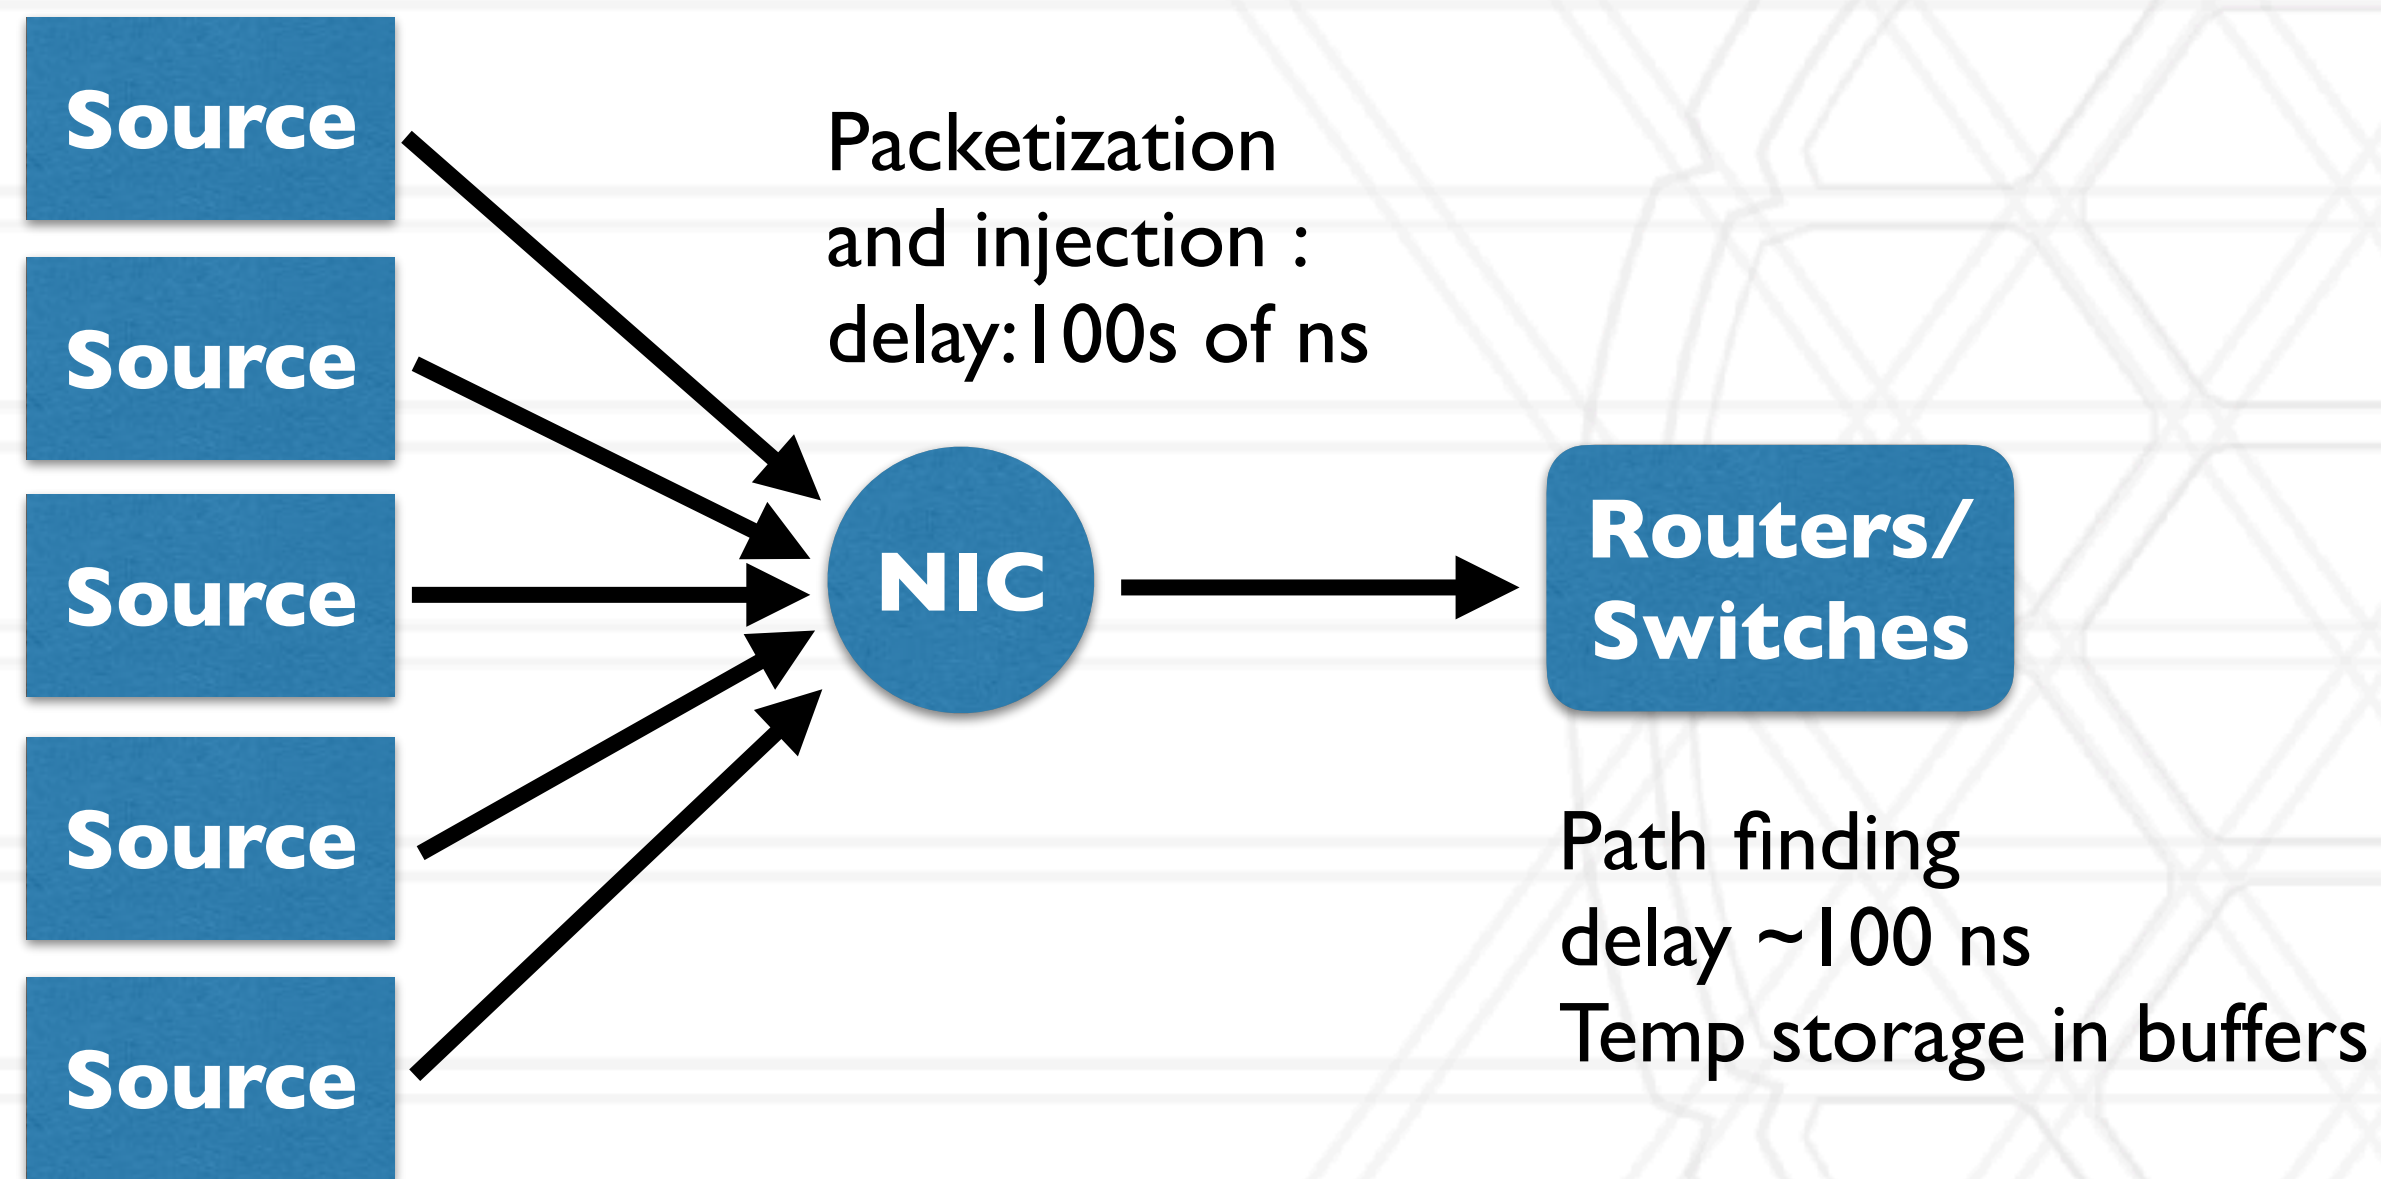 Source
Source
Source
Source
Source
Packetization
and injection :
delay:100s of ns
NIC
Routers/
Switches
Path finding
delay ~100 ns
Temp storage in buffers